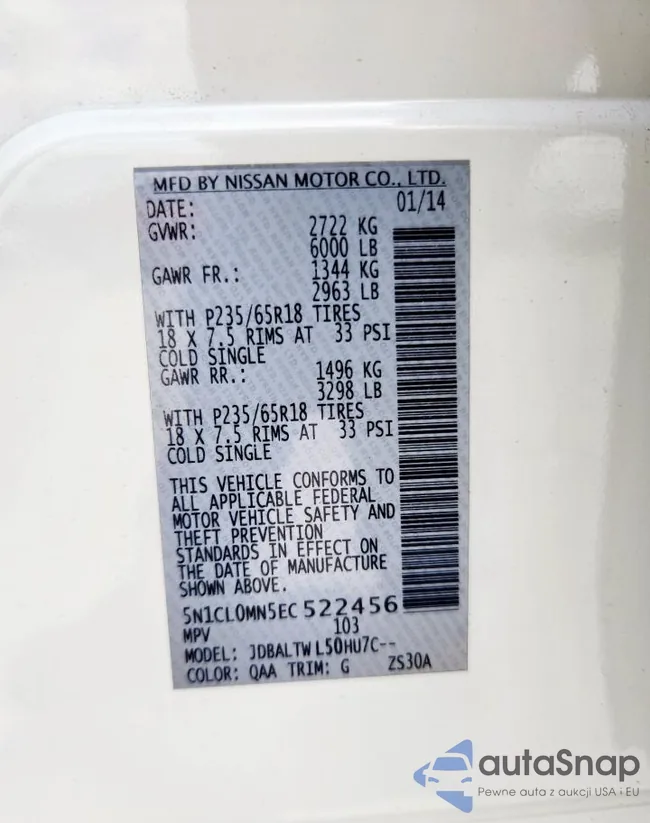 MFD BY NISSAN MOTOR CO., LTD.
DATE: 01/14
GVWR: 2722 KG
6000 LB
GAWR FR.: 1344 KG
2963 LB
WITH P235/65R18 TIRES
18 X 7.5 RIMS AT 33 PSI
COLD SINGLE
GAWR RR.: 1496 KG
3298 LB
WITH P235/65R18 TIRES
18 X 7.5 RIMS AT 33 PSI
COLD SINGLE
THIS VEHICLE CONFORMS TO
ALL APPLICABLE FEDERAL
MOTOR VEHICLE SAFETY AND
THEFT PREVENTION
STANDARDS IN EFFECT ON
THE DATE OF MANUFACTURE
SHOWN ABOVE.
5N1CL0MN5EC522456
MPV 103
MODEL: JDBALTWL50HU7C--
COLOR: QAA TRIM: G ZS30A
autaSnap
Pewne auta z aukcji USA i EU